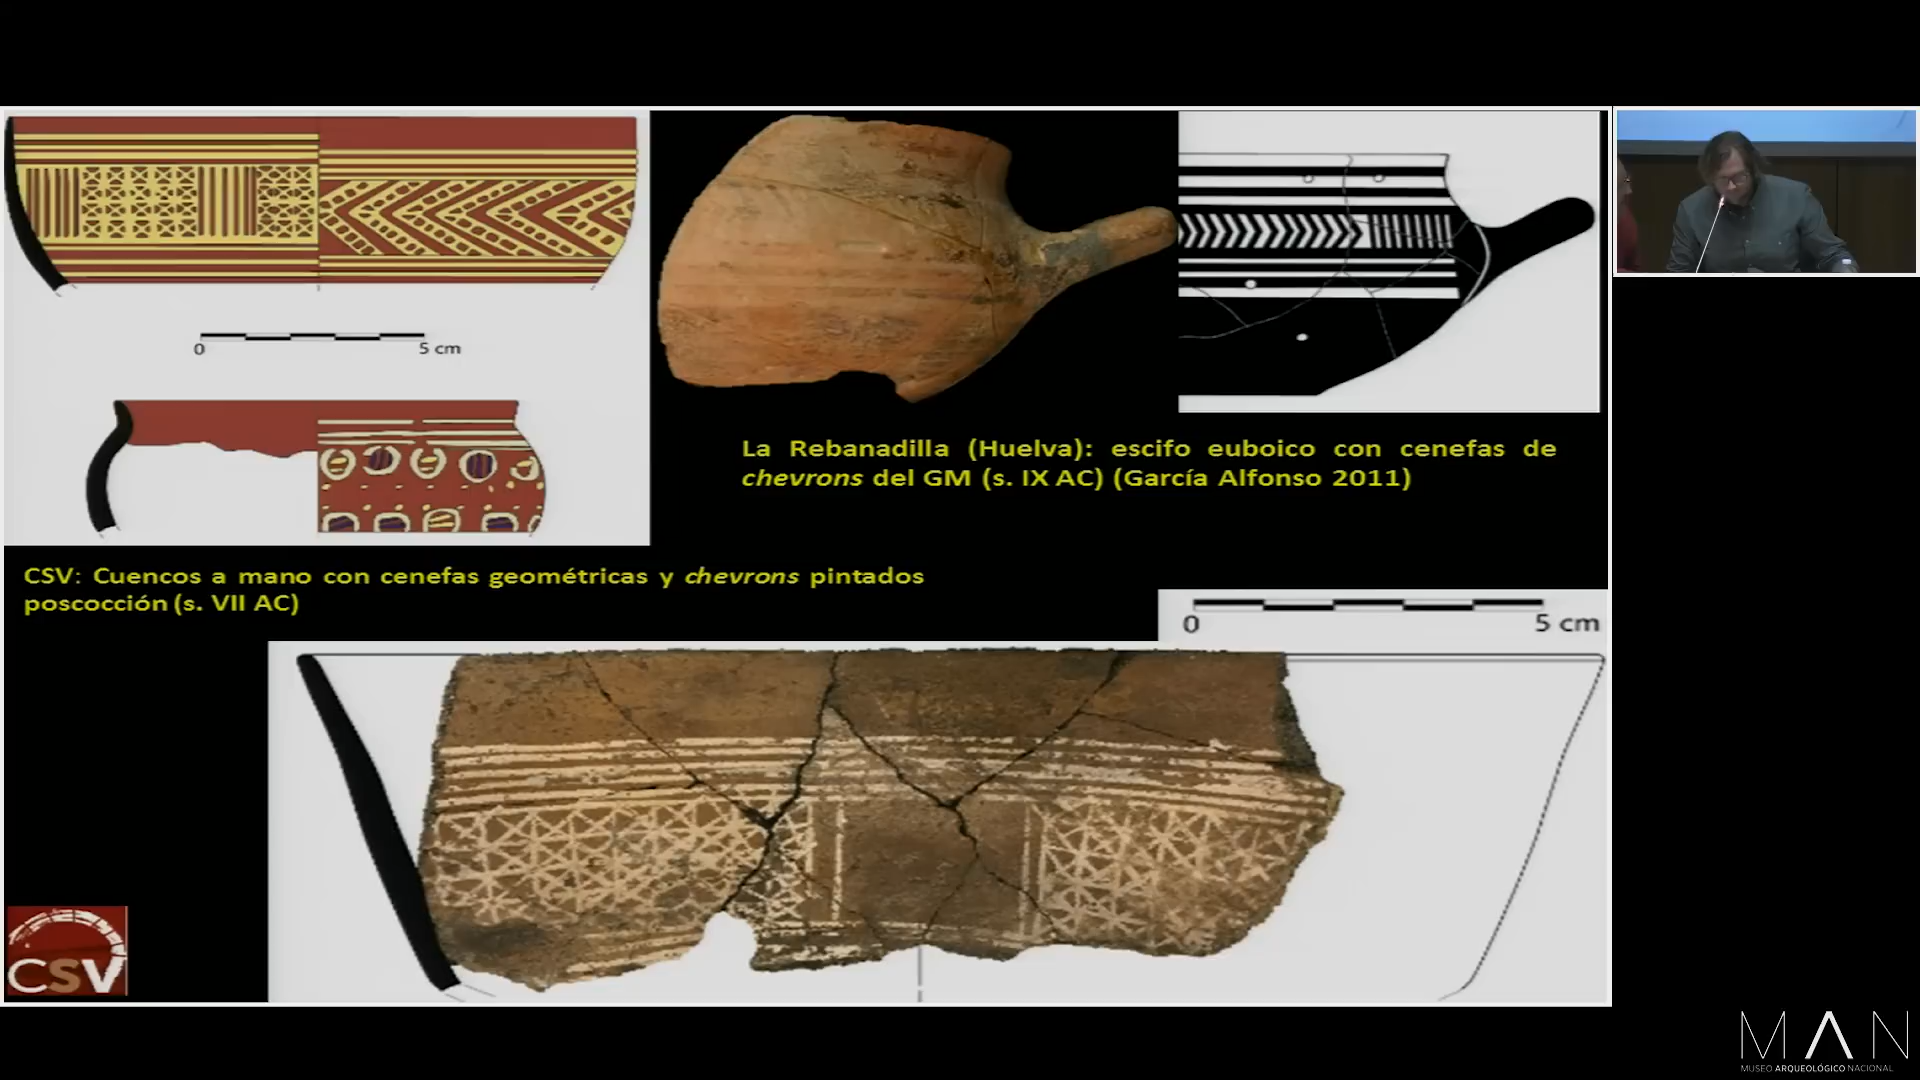 0 5 cm
La Rebanadilla (Huelva): escifo euboico con cenefas de
chevrons del GM (s. IX AC) (García Alfonso 2011)
CSV: Cuencos a mano con cenefas geométricas y chevrons pintados
poscocción (s. VII AC)
0 5 cm
CSV
MAN
MUSEO ARQUEOLÓGICO NACIONAL